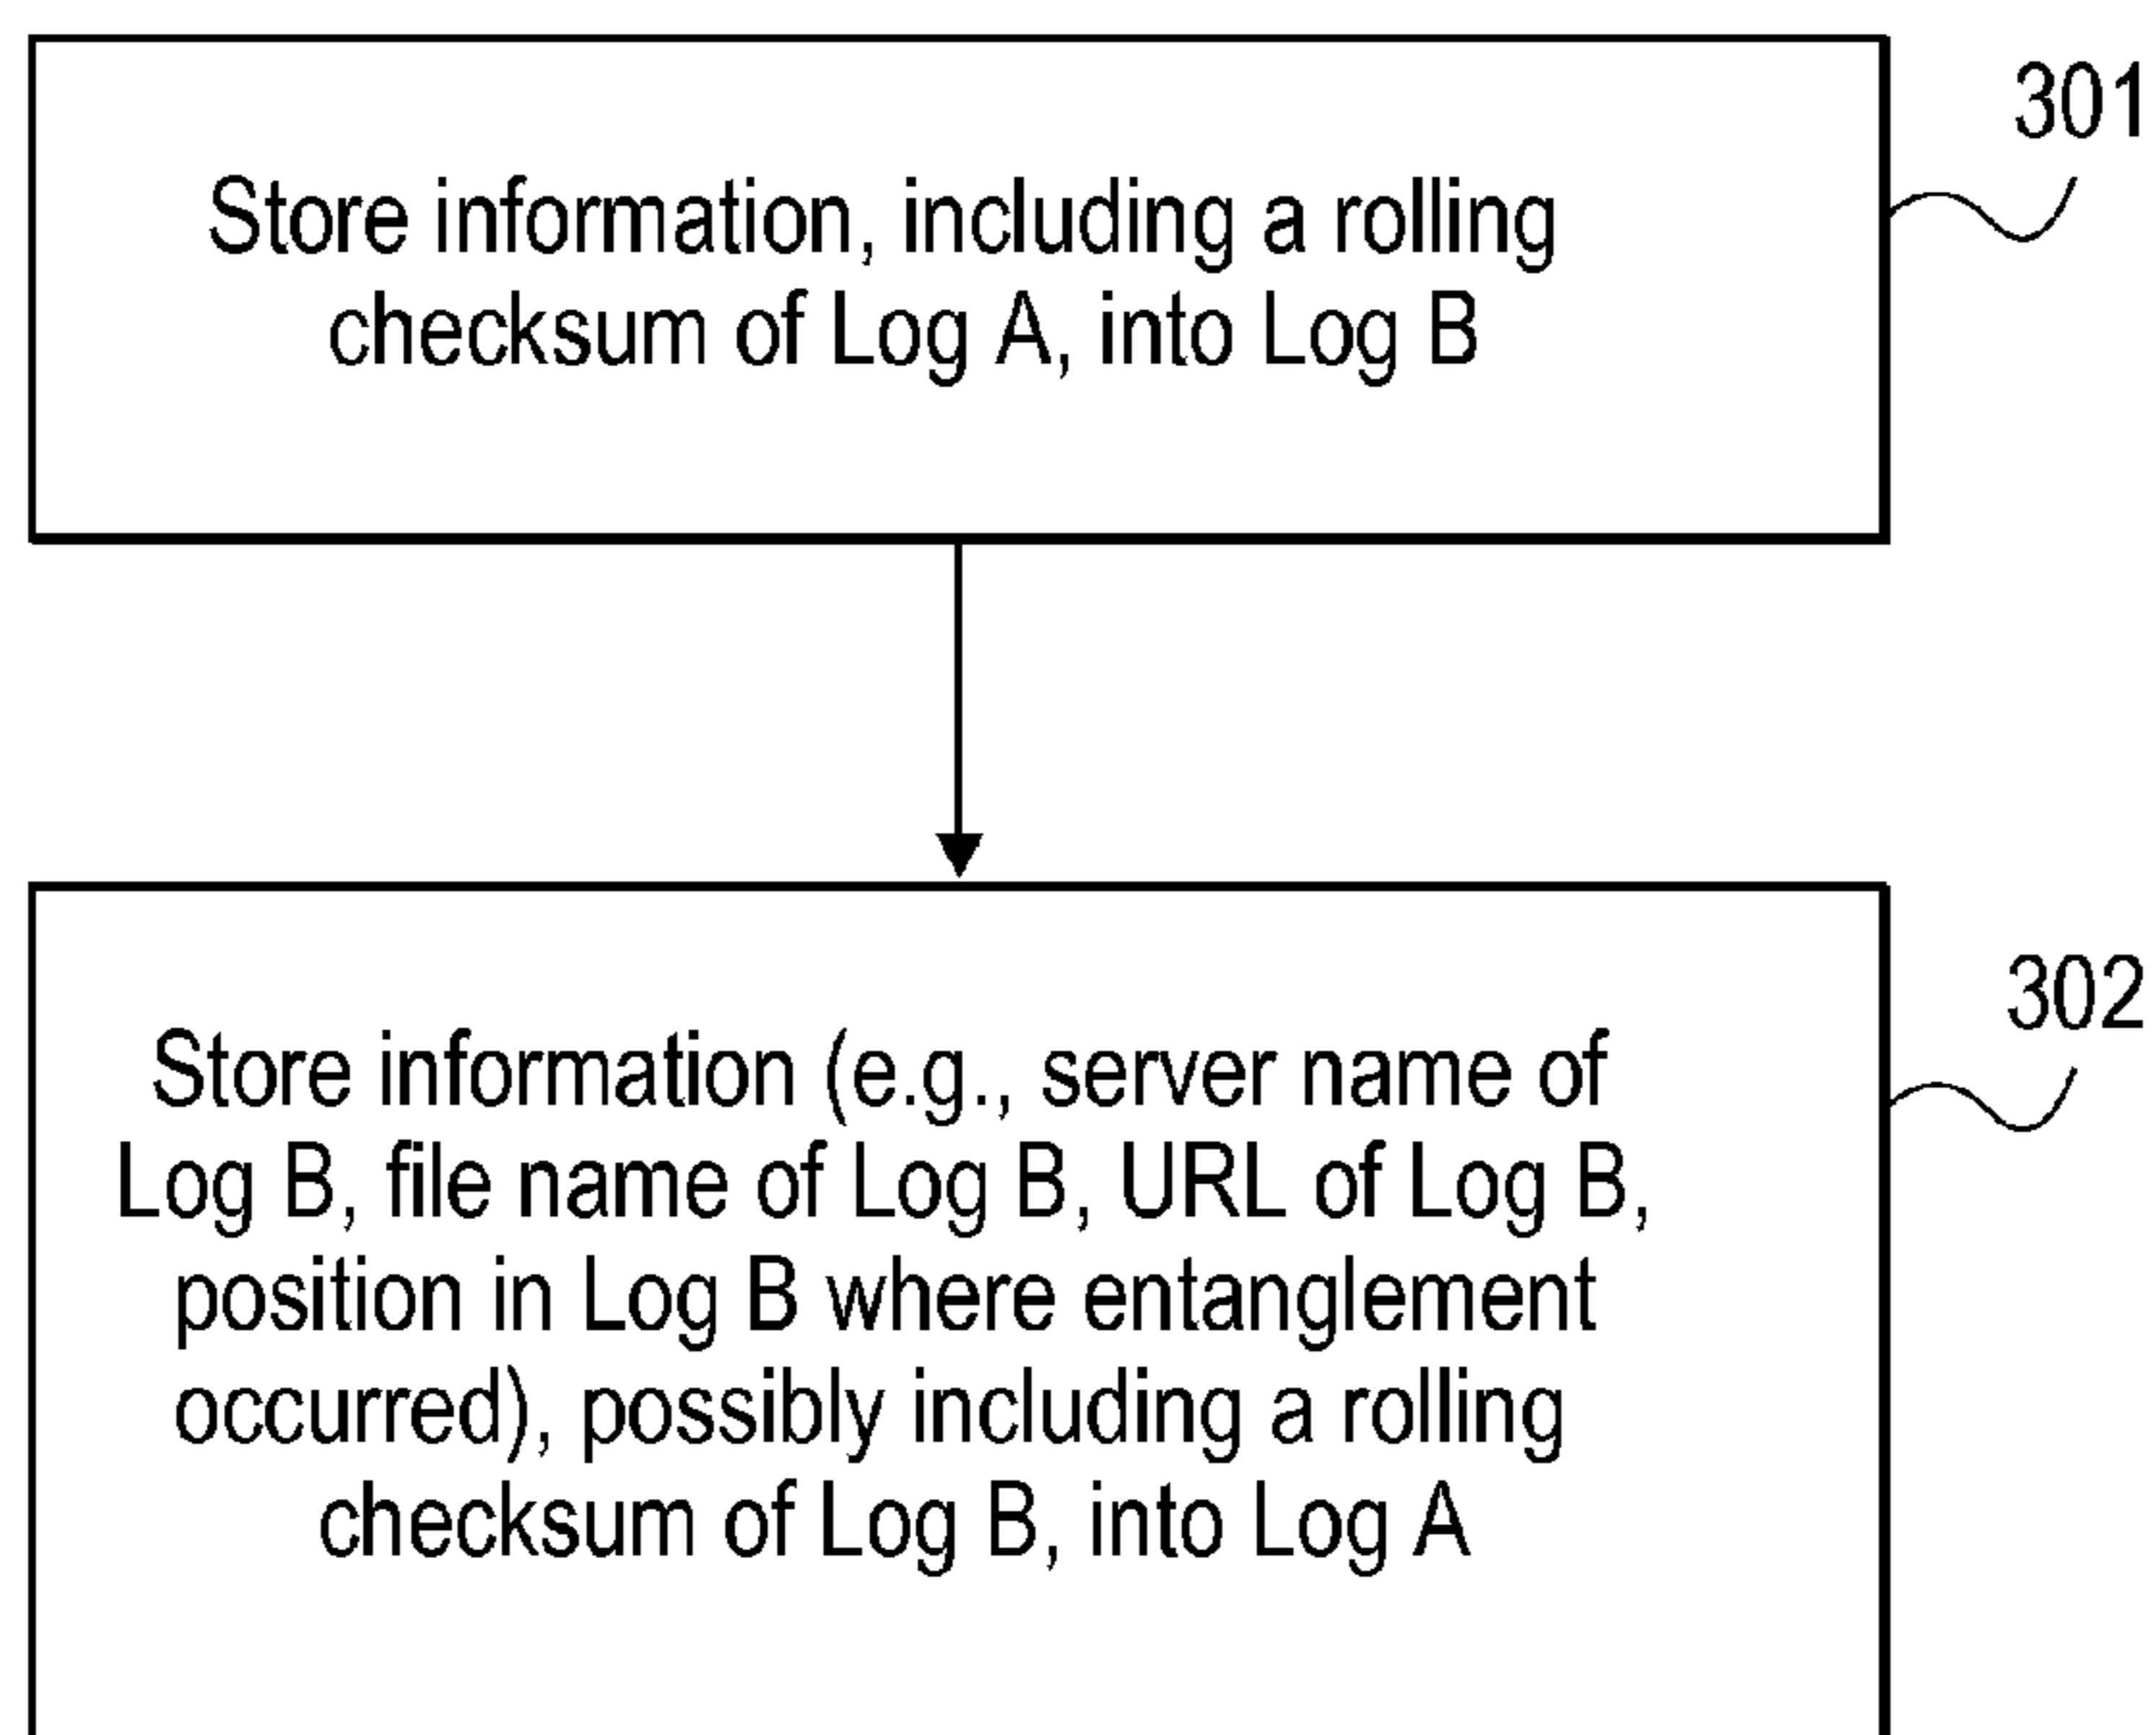 301
Store information, including a rolling
checksum of Log A, into Log B
302
Store information (e.g., server name of
Log B, file name of Log B, URL of Log B,
position in Log B where entanglement
occurred), possibly including a rolling
checksum of Log B, into Log A